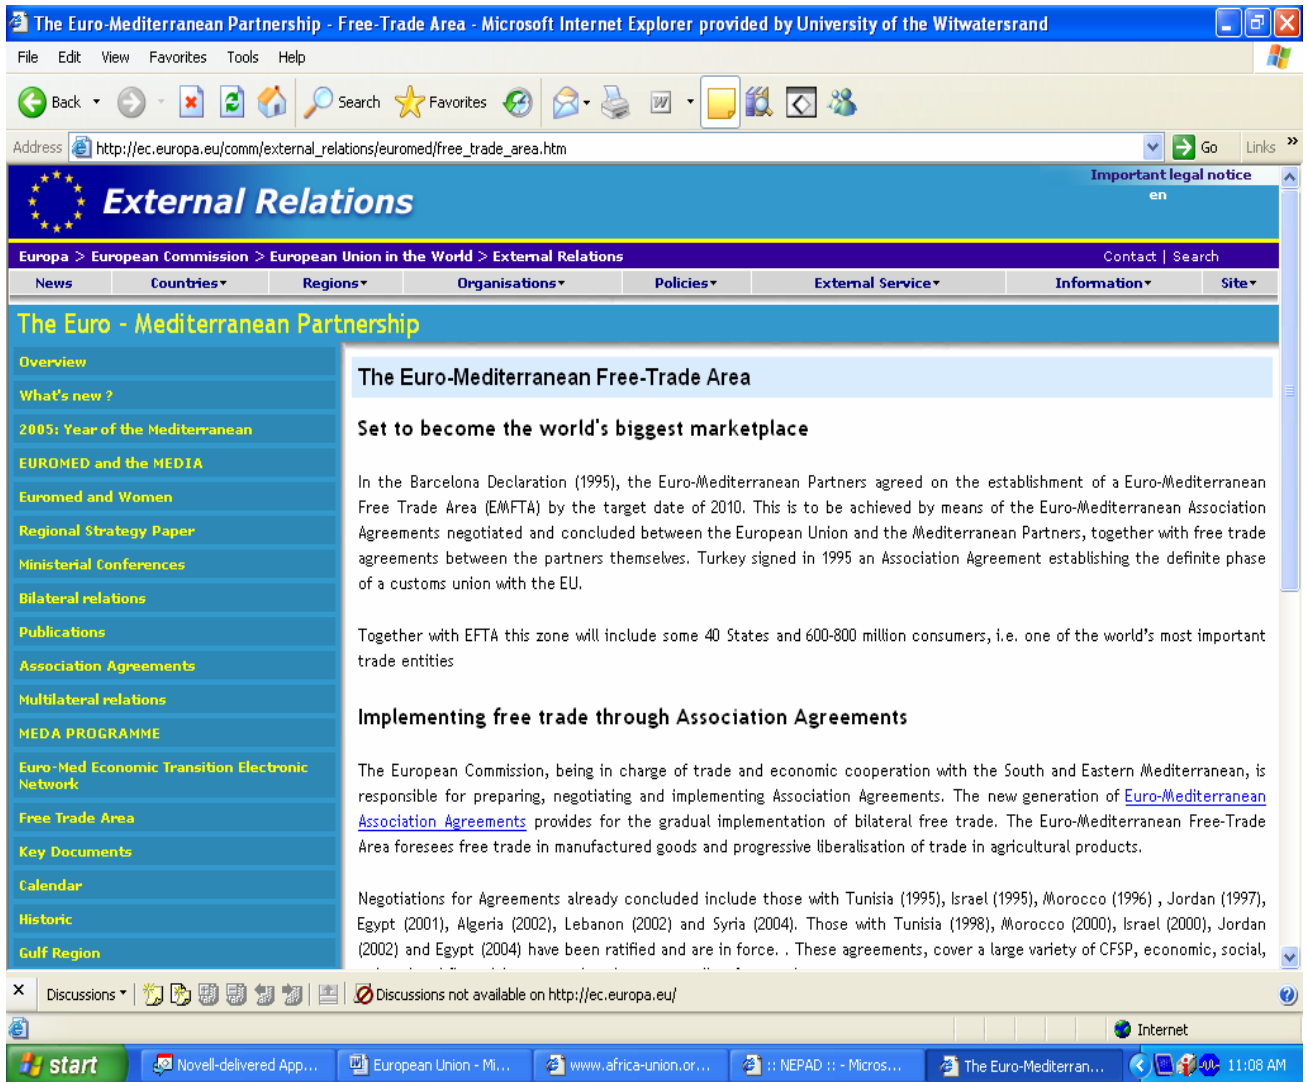 The Euro-Mediterranean Partnership - Free-Trade Area - Microsoft Internet Explorer provided by University of the Witwatersrand
File Edit View Favorites Tools Help
Back Search Favorites
Address http://ec.europa.eu/comm/external_relations/euromed/free_trade_area.htm Go Links »
External Relations
Important legal notice
en
Europa > European Commission > European Union in the World > External Relations Contact | Search
News Countries Regions Organisations Policies External Service Information Site
The Euro - Mediterranean Partnership
Overview
What's new ?
2005: Year of the Mediterranean
EUROMED and the MEDIA
Euromed and Women
Regional Strategy Paper
Ministerial Conferences
Bilateral relations
Publications
Association Agreements
Multilateral relations
MEDA PROGRAMME
Euro-Med Economic Transition Electronic
Network
Free Trade Area
Key Documents
Calendar
Historic
Gulf Region
The Euro-Mediterranean Free-Trade Area
Set to become the world's biggest marketplace
In the Barcelona Declaration (1995), the Euro-Mediterranean Partners agreed on the establishment of a Euro-Mediterranean
Free Trade Area (EMFTA) by the target date of 2010. This is to be achieved by means of the Euro-Mediterranean Association
Agreements negotiated and concluded between the European Union and the Mediterranean Partners, together with free trade
agreements between the partners themselves. Turkey signed in 1995 an Association Agreement establishing the definite phase
of a customs union with the EU.
Together with EFTA this zone will include some 40 States and 600-800 million consumers, i.e. one of the world's most important
trade entities
Implementing free trade through Association Agreements
The European Commission, being in charge of trade and economic cooperation with the South and Eastern Mediterranean, is
responsible for preparing, negotiating and implementing Association Agreements. The new generation of Euro-Mediterranean
Association Agreements provides for the gradual implementation of bilateral free trade. The Euro-Mediterranean Free-Trade
Area foresees free trade in manufactured goods and progressive liberalisation of trade in agricultural products.
Negotiations for Agreements already concluded include those with Tunisia (1995), Israel (1995), Morocco (1996) , Jordan (1997),
Egypt (2001), Algeria (2002), Lebanon (2002) and Syria (2004). Those with Tunisia (1998), Morocco (2000), Israel (2000), Jordan
(2002) and Egypt (2004) have been ratified and are in force. . These agreements, cover a large variety of CFSP, economic, social,
Discussions Discussions not available on http://ec.europa.eu/
Internet
start Novell-delivered App... European Union - Mi... www.africa-union.or... :: NEPAD :: - Micros... The Euro-Mediterran... 11:08 AM